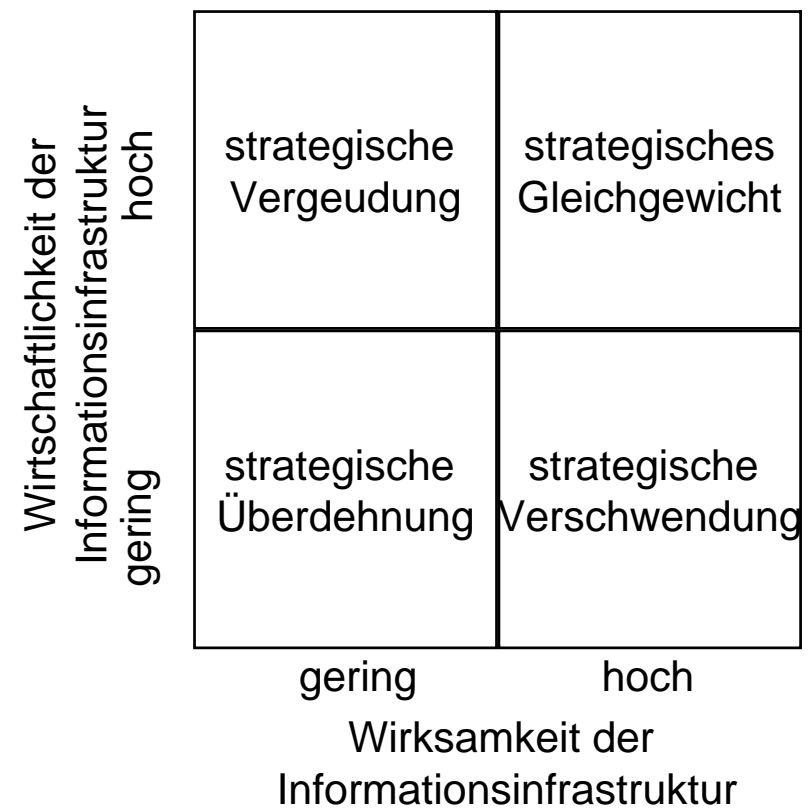 Wirtschaftlichkeit der
Informationsinfrastruktur
gering hoch
strategische
Vergeudung
strategisches
Gleichgewicht
strategische
Überdehnung
strategische
Verschwendung
gering hoch
Wirksamkeit der
Informationsinfrastruktur